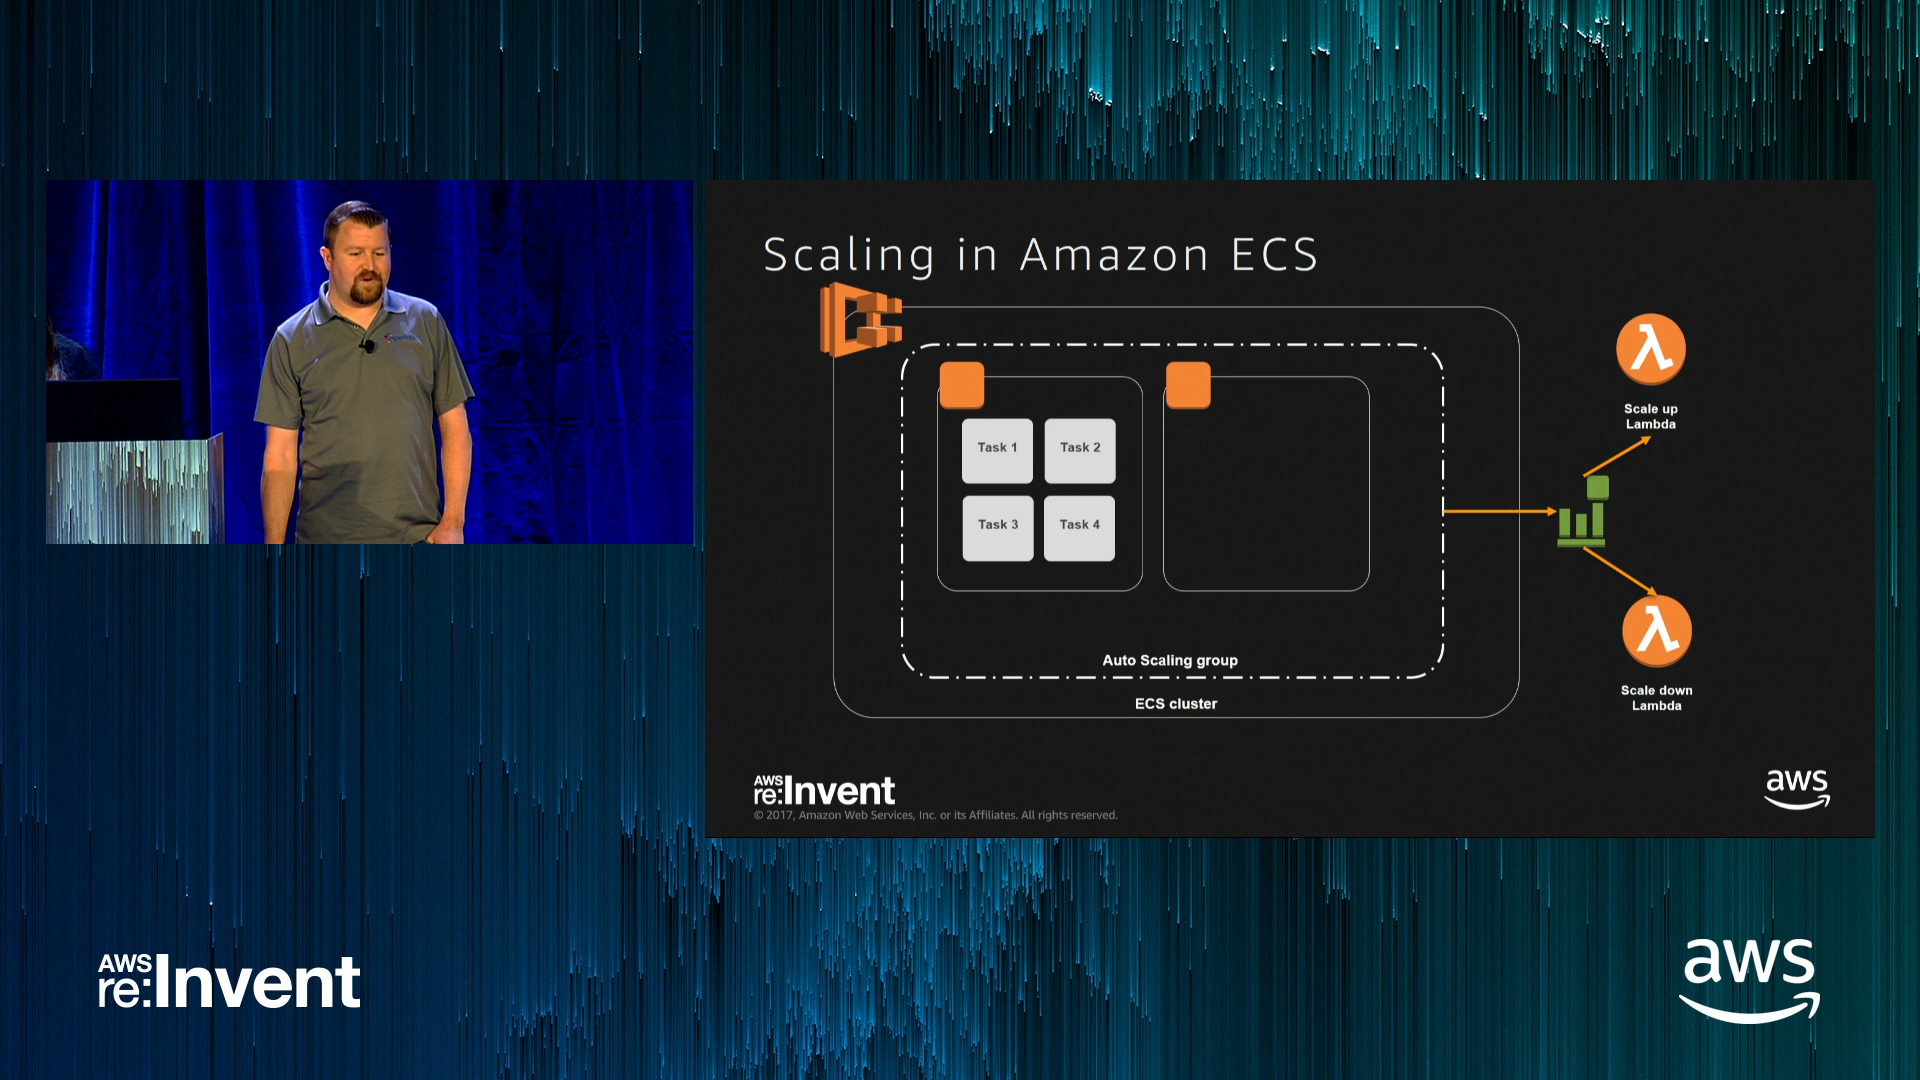 Scaling in Amazon ECS
Task 1
Task 2
Task 3
Task 4
Auto Scaling group
ECS cluster
Scale up
Lambda
Scale down
Lambda
AWS
re:Invent
© 2017, Amazon Web Services, Inc. or its Affiliates. All rights reserved.
aws
AWS
re:Invent
aws